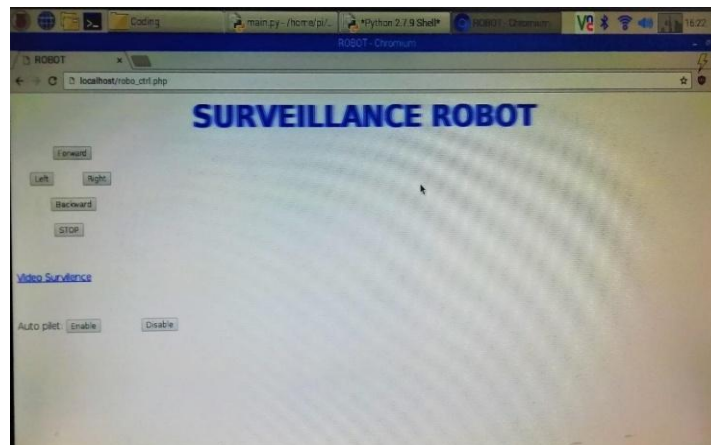 Coding
main.py - /home/pi/...
*Python 2.7.9 Shell*
ROBOT - Chromium
16:22
ROBOT - Chromium
ROBOT
localhost/robo_ctrl.php
SURVEILLANCE ROBOT
Forward
Left Right
Backward
STOP
Video Survilence
Auto pilet: Enable Disable